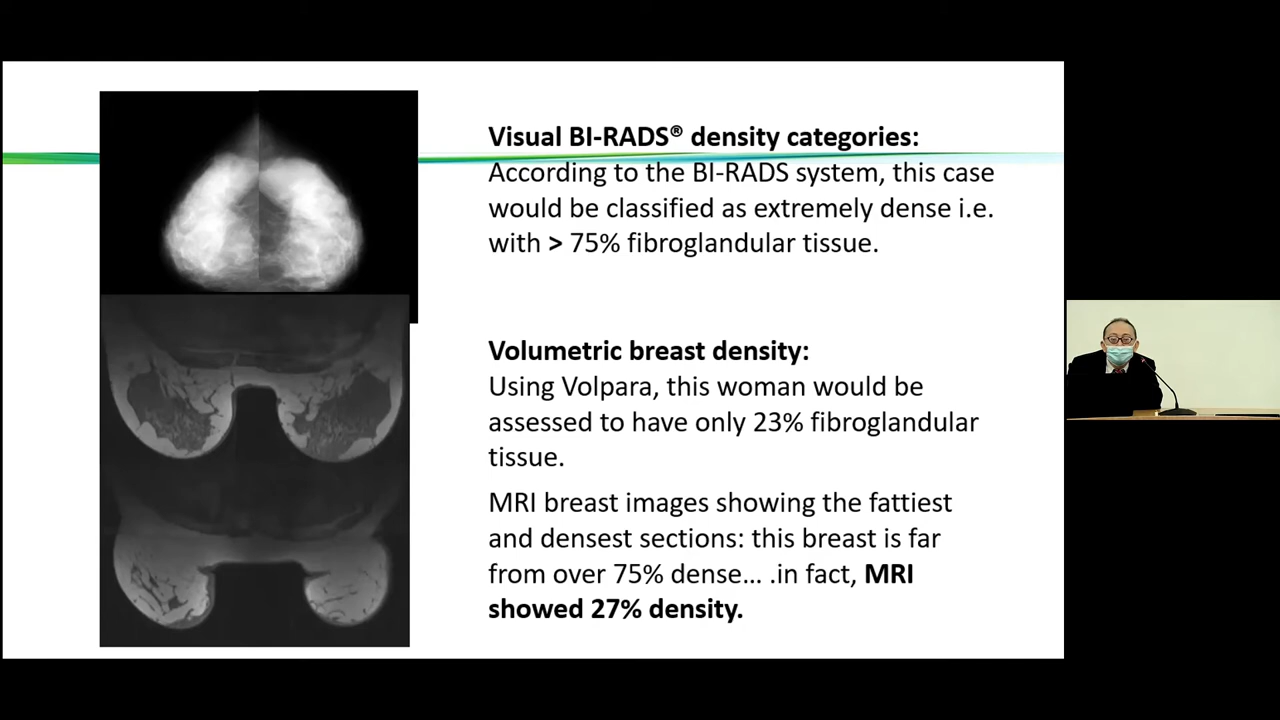 Visual BI-RADS® density categories:
According to the BI-RADS system, this case
would be classified as extremely dense i.e.
with > 75% fibroglandular tissue.
Volumetric breast density:
Using Volpara, this woman would be
assessed to have only 23% fibroglandular
tissue.
MRI breast images showing the fattiest
and densest sections: this breast is far
from over 75% dense... .in fact, MRI
showed 27% density.